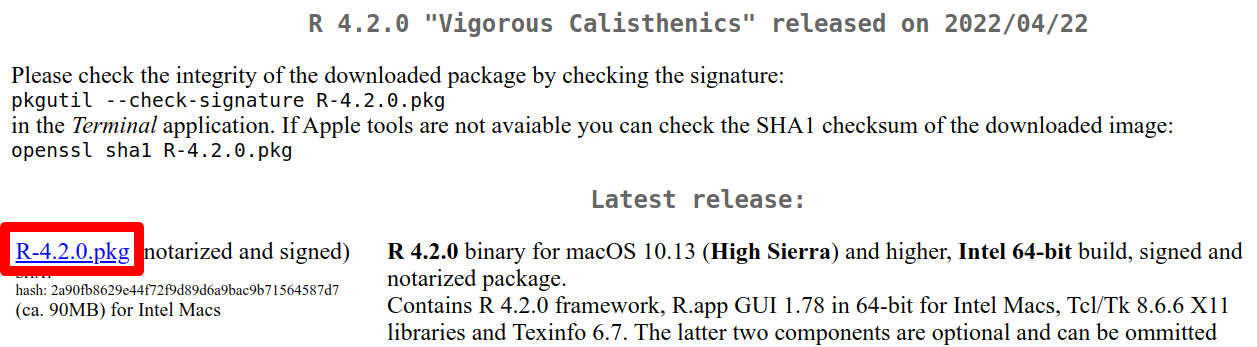 R 4.2.0 "Vigorous Calisthenics" released on 2022/04/22
Please check the integrity of the downloaded package by checking the signature:
pkgutil --check-signature R-4.2.0.pkg
in the Terminal application. If Apple tools are not avaiable you can check the SHA1 checksum of the downloaded image:
openssl sha1 R-4.2.0.pkg
Latest release:
R-4.2.0.pkg notarized and signed)
hash: 2a90fb8629e44f72f9d89d6a9bac9b71564587d7
(ca. 90MB) for Intel Macs
R 4.2.0 binary for macOS 10.13 (High Sierra) and higher, Intel 64-bit build, signed and
notarized package.
Contains R 4.2.0 framework, R.app GUI 1.78 in 64-bit for Intel Macs, Tcl/Tk 8.6.6 X11
libraries and Texinfo 6.7. The latter two components are optional and can be ommitted